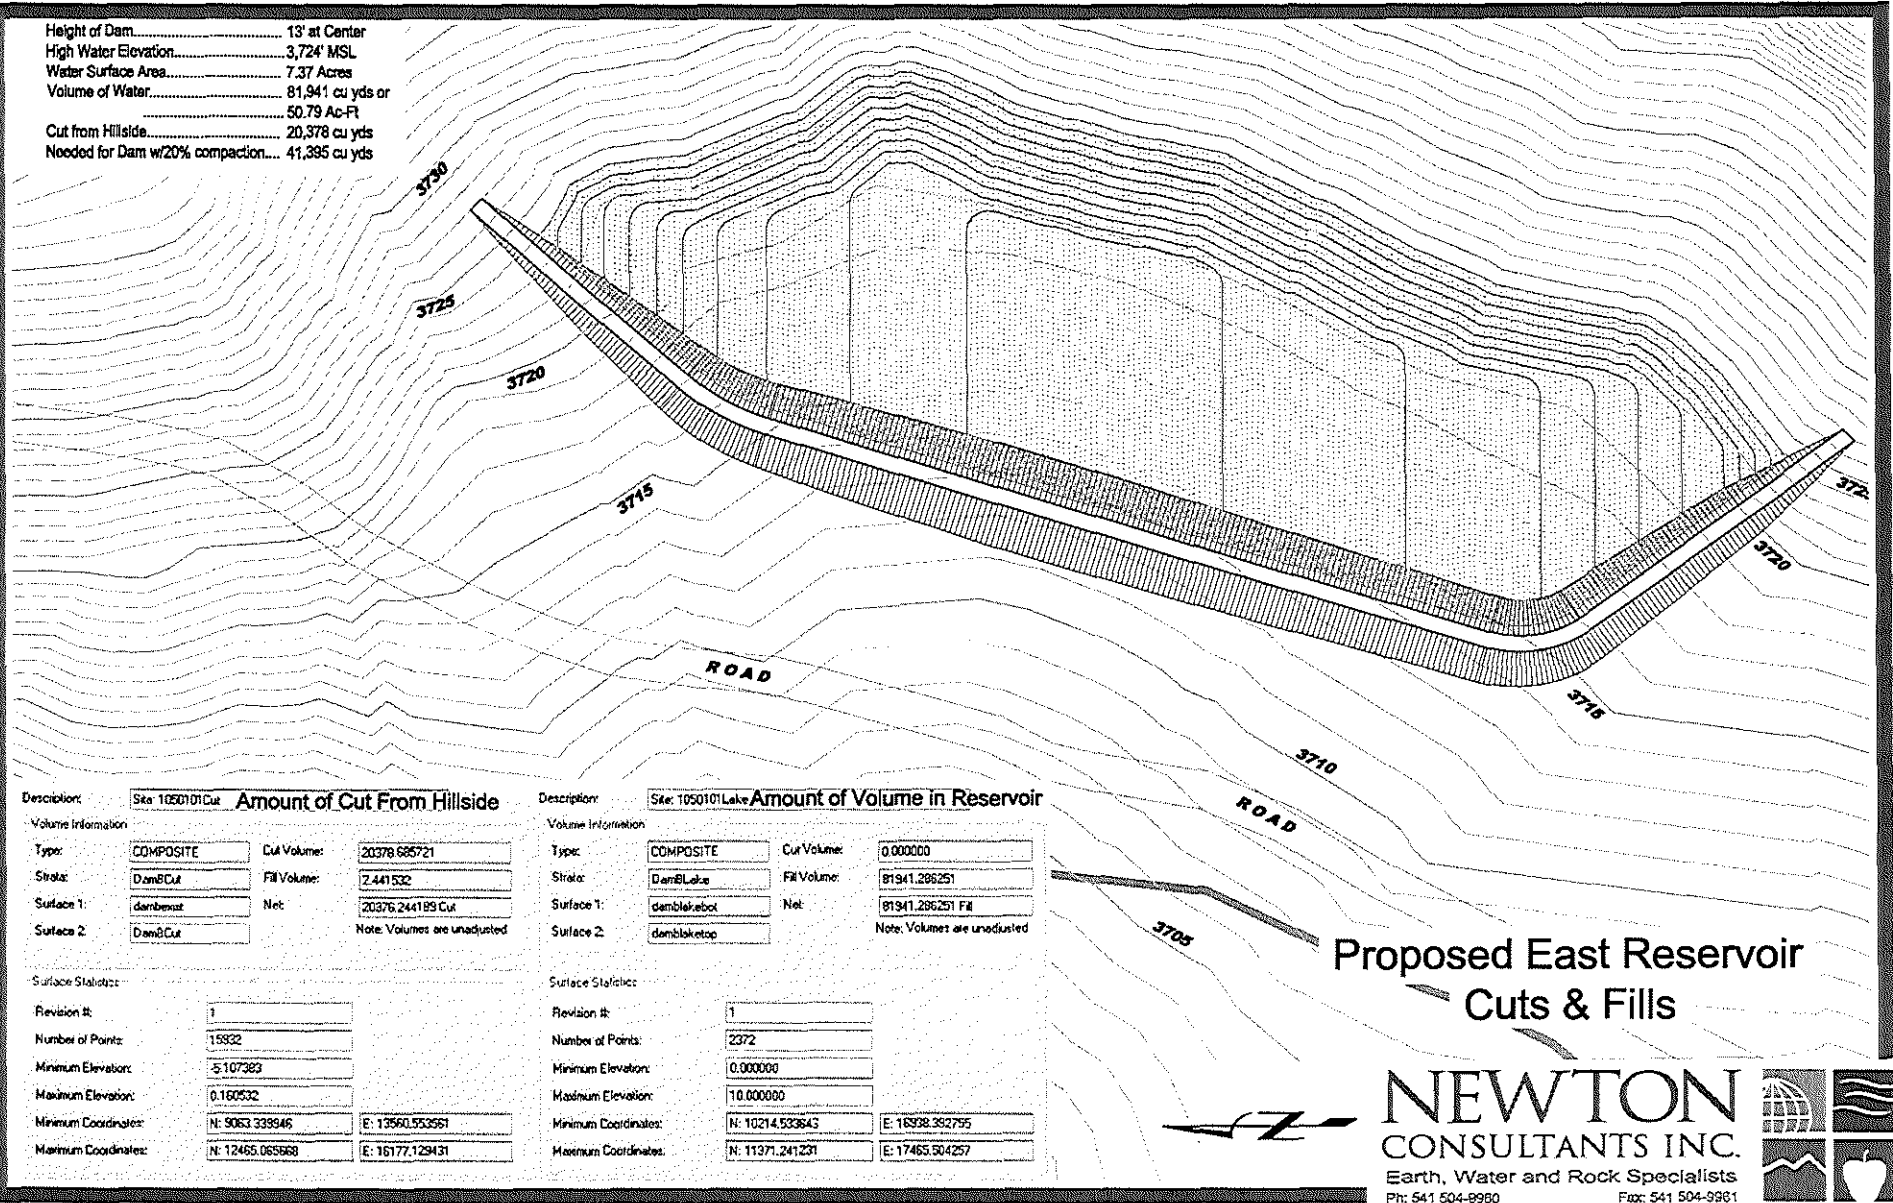 Height of Dam.................................. 13' at Center
High Water Elevation.........................3,724' MSL
Water Surface Area........................... 7.37 Acres
Volume of Water............................... 81,941 cu yds or
................................ 50.79 Ac-Ft
Cut from Hillside................................ 20,378 cu yds
Needed for Dam w/20% compaction.... 41,395 cu yds
3730
3725
3720
3715
ROAD
3720
3715
3710
ROAD
3705
Description: Site: 1050101Cut Amount of Cut From Hillside
Volume Information
Type: COMPOSITE Cut Volume: 20378.685721
Strata: DamBCut Fill Volume: 2.441532
Surface 1: dambexist Net: 20376.244189 Cut
Surface 2: DamBCut Note: Volumes are unadjusted
Surface Statistics
Revision #: 1
Number of Points: 15932
Minimum Elevation: -5.107383
Maximum Elevation: 0.160532
Minimum Coordinates: N: 9063.339946 E: 13560.553561
Maximum Coordinates: N: 12465.065668 E: 16177.129431
Description: Site: 1050101Lake Amount of Volume in Reservoir
Volume Information
Type: COMPOSITE Cut Volume: 0.000000
Strata: DamBLake Fill Volume: 81941.286251
Surface 1: damblakebot Net: 81941.286251 Fill
Surface 2: damblaketop Note: Volumes are unadjusted
Surface Statistics
Revision #: 1
Number of Points: 2372
Minimum Elevation: 0.000000
Maximum Elevation: 10.000000
Minimum Coordinates: N: 10214.533643 E: 16938.392755
Maximum Coordinates: N: 11371.241231 E: 17465.504257
Proposed East Reservoir
Cuts & Fills
Z
NEWTON
CONSULTANTS INC.
Earth, Water and Rock Specialists
Ph: 541 504-9960 Fax: 541 504-9961